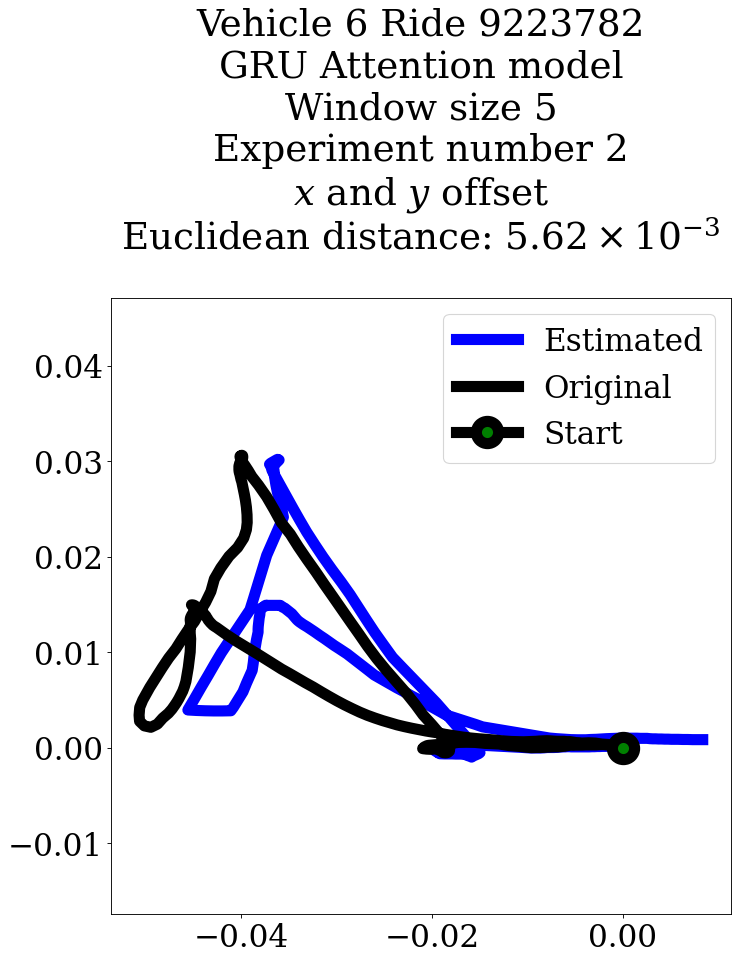 Vehicle 6 Ride 9223782
GRU Attention model
Window size 5
Experiment number 2
x and y offset
Euclidean distance: 5.62 × 10⁻³
Estimated
Original
Start
0.04
0.03
0.02
0.01
0.00
−0.01
−0.04
−0.02
0.00